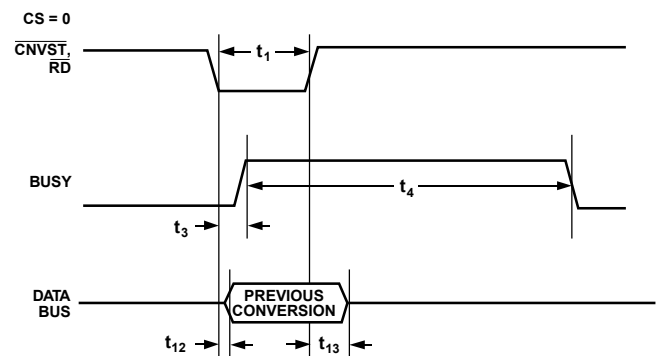 CS = 0
CNVST,
RD
t1
BUSY
t4
t3
DATA
BUS
PREVIOUS
CONVERSION
t12
t13